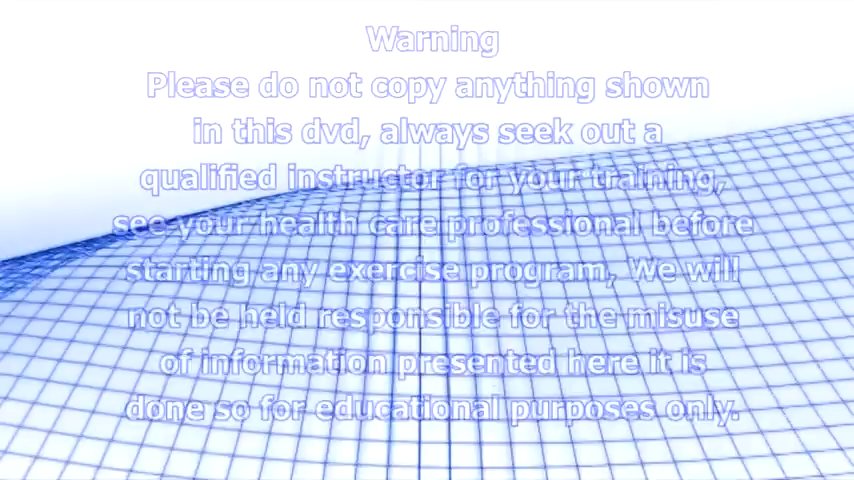 Warning
Please do not copy anything shown
in this dvd, always seek out a
qualified instructor for your training,
see your health care professional before
starting any exercise program, We will
not be held responsible for the misuse
of information presented here it is
done so for educational purposes only.